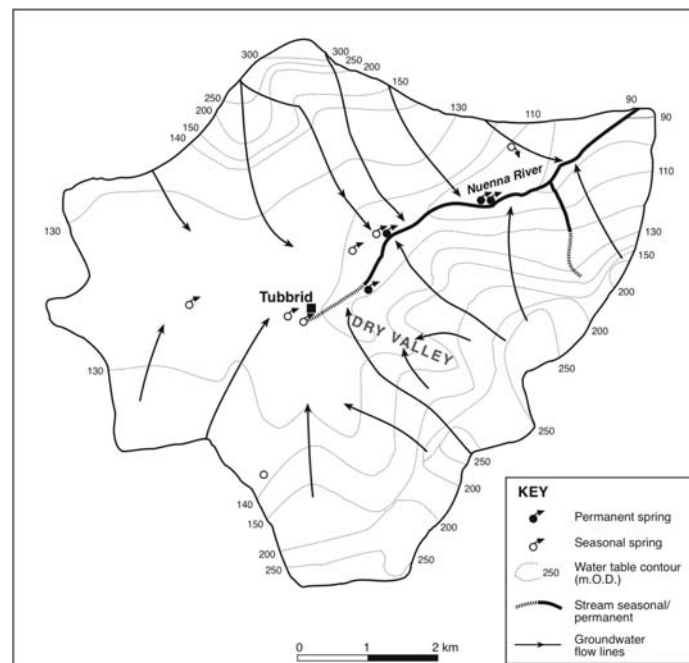 300
300
250
200
150
130
110
90
90
250
200
150
140
110
Nuenna River
130
130
150
200
Tubbrid
DRY VALLEY
200
250
130
250
140
150
200
250
250
200
250
KEY
Permanent spring
Seasonal spring
250
Water table contour
(m.O.D.)
Stream seasonal/
permanent
Groundwater
flow lines
0 1 2 km